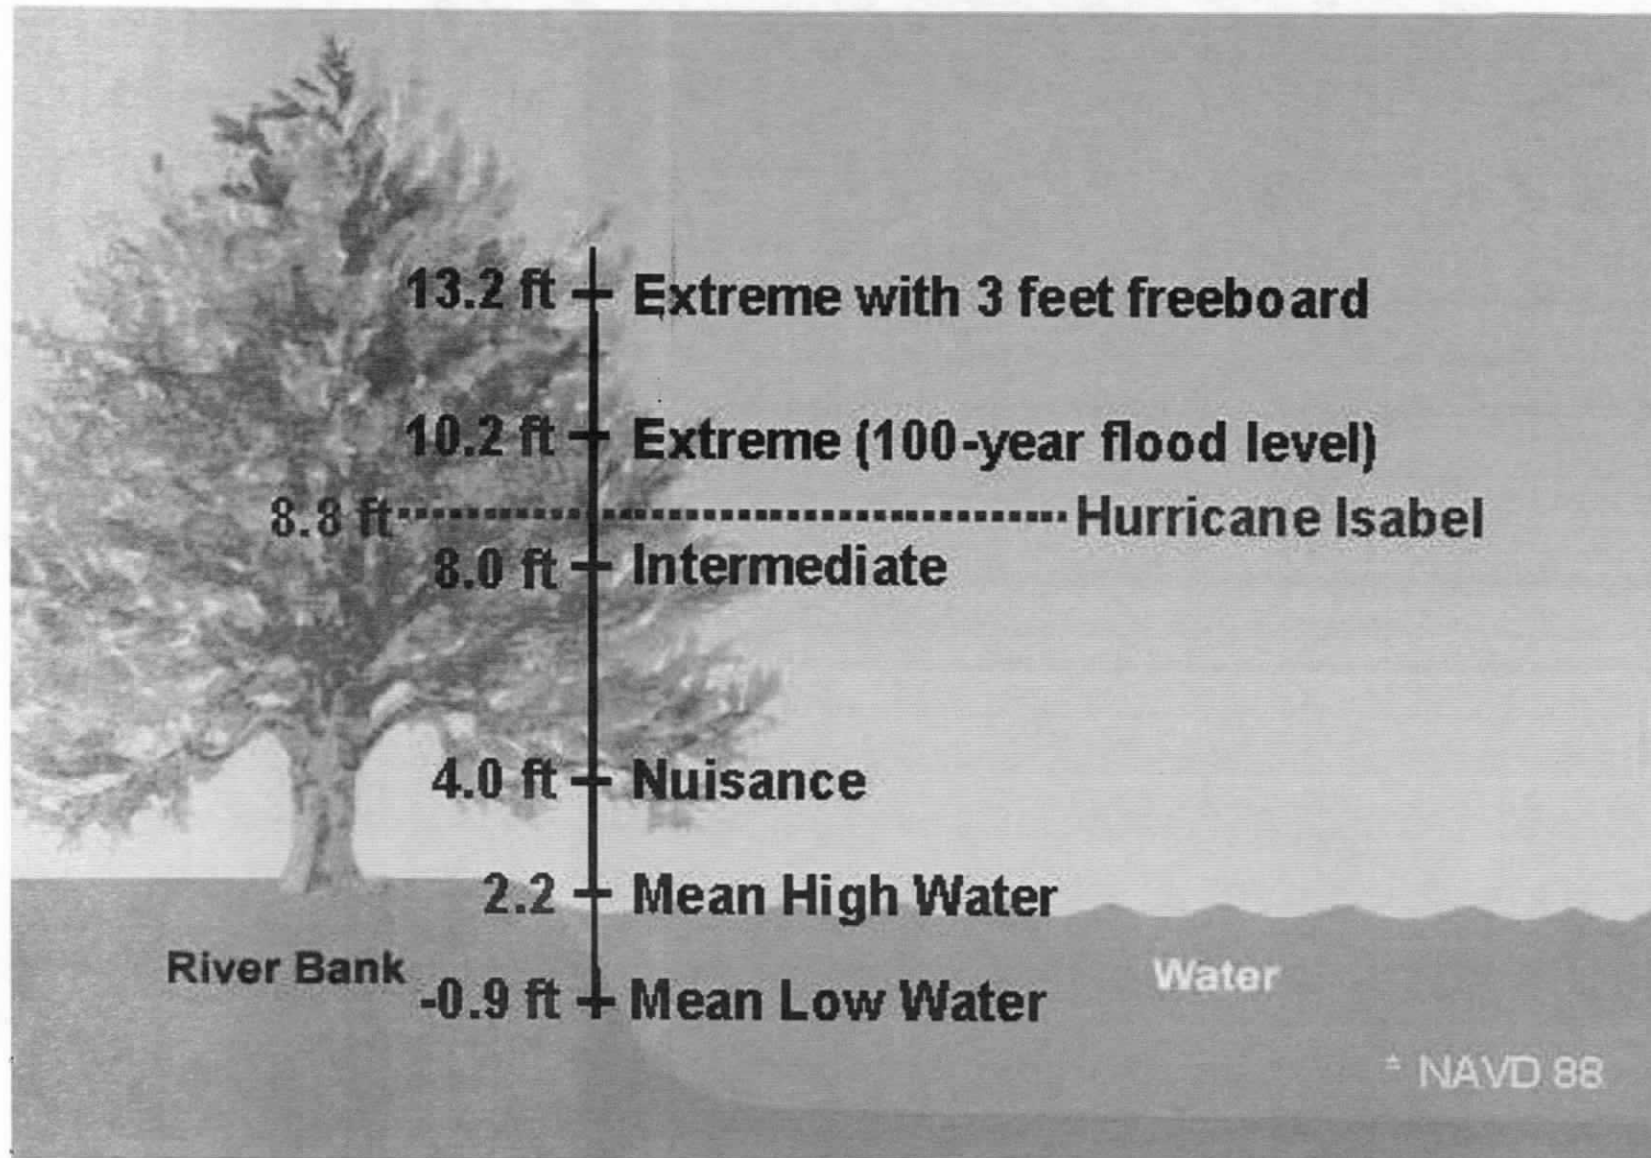 13.2 ft Extreme with 3 feet freeboard
10.2 ft Extreme (100-year flood level)
8.8 ft Hurricane Isabel
8.0 ft Intermediate
4.0 ft Nuisance
2.2 Mean High Water
River Bank
-0.9 ft Mean Low Water
Water
* NAVD 88